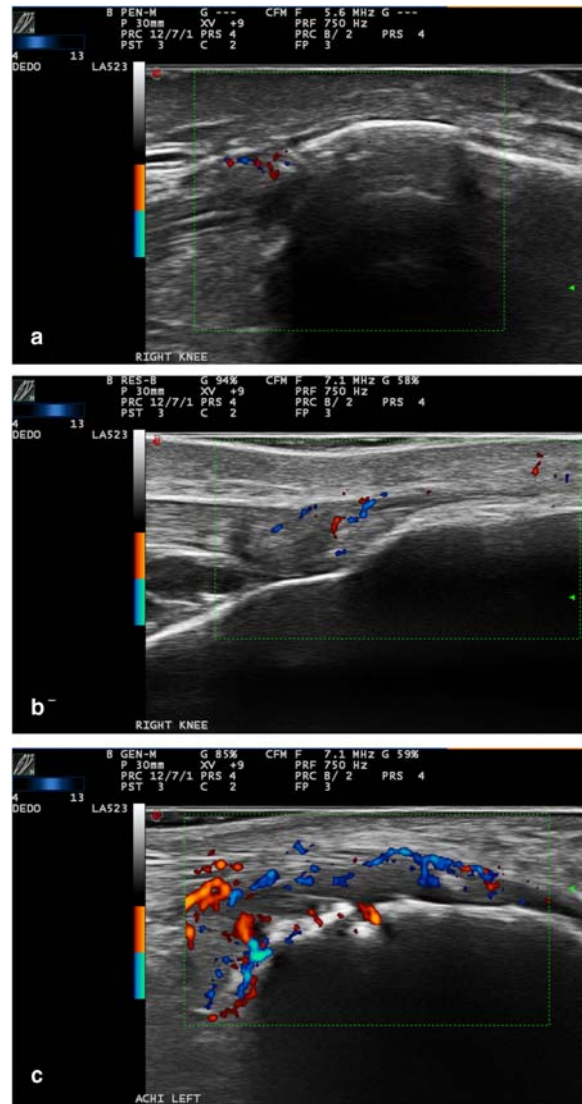 B PEN-M G --- CFM F 5.6 MHz G ---
P 30mm XV +9 PRF 750 Hz
PRC 12/7/1 PRS 4 PRC B/ 2 PRS 4
PST 3 C 2 FP 3
4 13
DEDO LA523
a
RIGHT KNEE
B RES-B G 94% CFM F 7.1 MHz G 58%
P 30mm XV +9 PRF 750 Hz
PRC 12/7/1 PRS 4 PRC B/ 2 PRS 4
PST 3 C 2 FP 3
4 13
DEDO LA523
b
RIGHT KNEE
B GEN-M G 85% CFM F 7.1 MHz G 59%
P 30mm XV +9 PRF 750 Hz
PRC 12/7/1 PRS 4 PRC B/ 2 PRS 4
PST 3 C 2 FP 3
4 13
DEDO LA523
c
ACHI LEFT